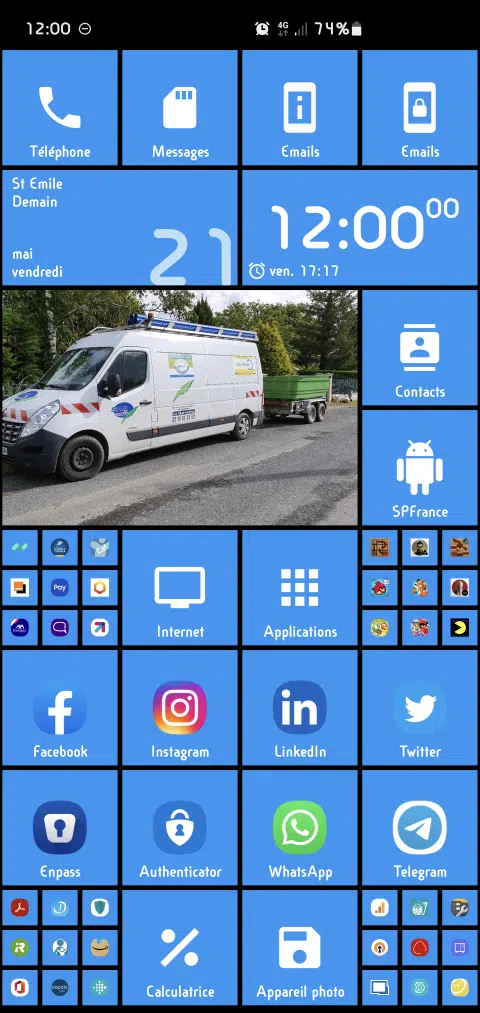 12:00
4G
74%
Téléphone
Messages
Emails
Emails
St Emile
Demain
21
mai
vendredi
12:00 00
ven. 17:17
Contacts
SPFrance
Pay
Internet
Applications
Facebook
Instagram
LinkedIn
Twitter
Enpass
Authenticator
WhatsApp
Telegram
Calculatrice
Appareil photo